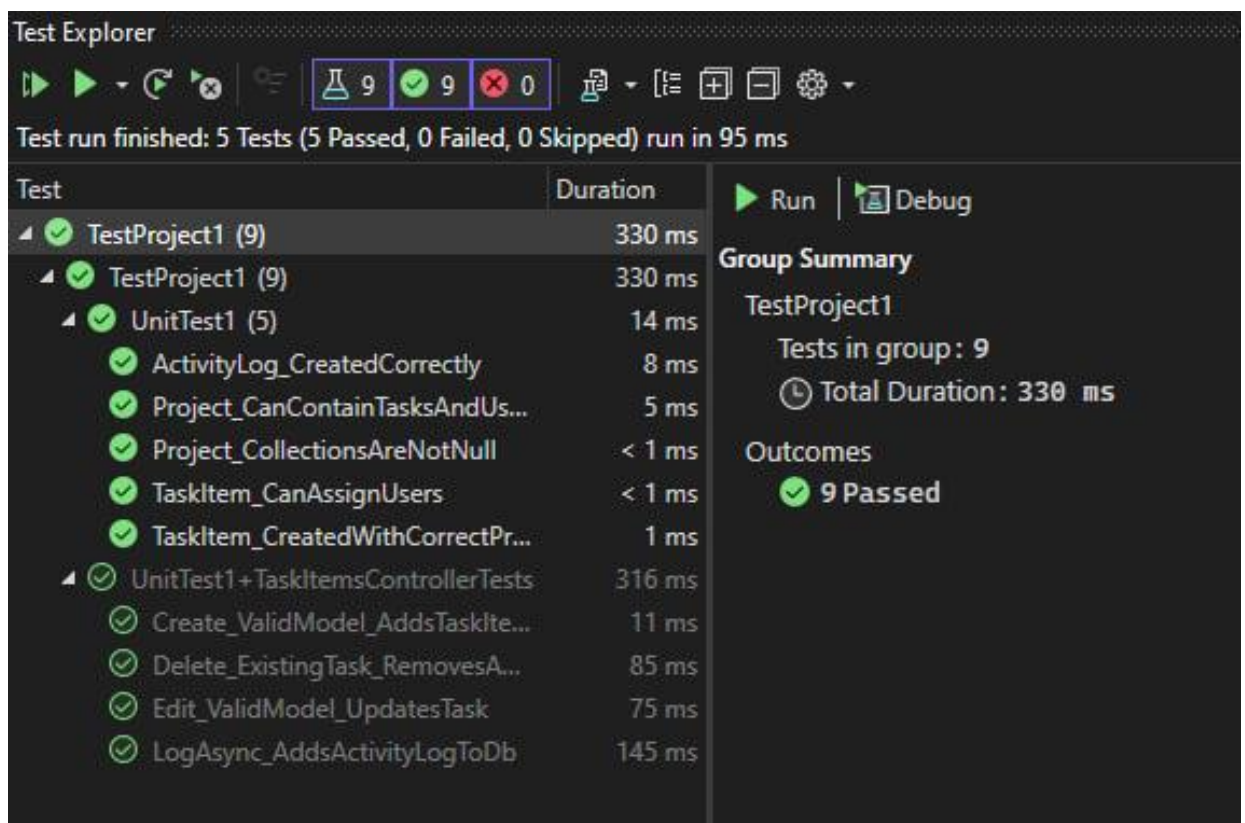 Test Explorer
9 9 0
Test run finished: 5 Tests (5 Passed, 0 Failed, 0 Skipped) run in 95 ms
Test Duration
TestProject1 (9) 330 ms
TestProject1 (9) 330 ms
UnitTest1 (5) 14 ms
ActivityLog_CreatedCorrectly 8 ms
Project_CanContainTasksAndUs... 5 ms
Project_CollectionsAreNotNull < 1 ms
TaskItem_CanAssignUsers < 1 ms
TaskItem_CreatedWithCorrectPr... 1 ms
UnitTest1+TaskItemsControllerTests 316 ms
Create_ValidModel_AddsTaskIte... 11 ms
Delete_ExistingTask_RemovesA... 85 ms
Edit_ValidModel_UpdatesTask 75 ms
LogAsync_AddsActivityLogToDb 145 ms
Run Debug
Group Summary
TestProject1
Tests in group: 9
Total Duration: 330 ms
Outcomes
9 Passed